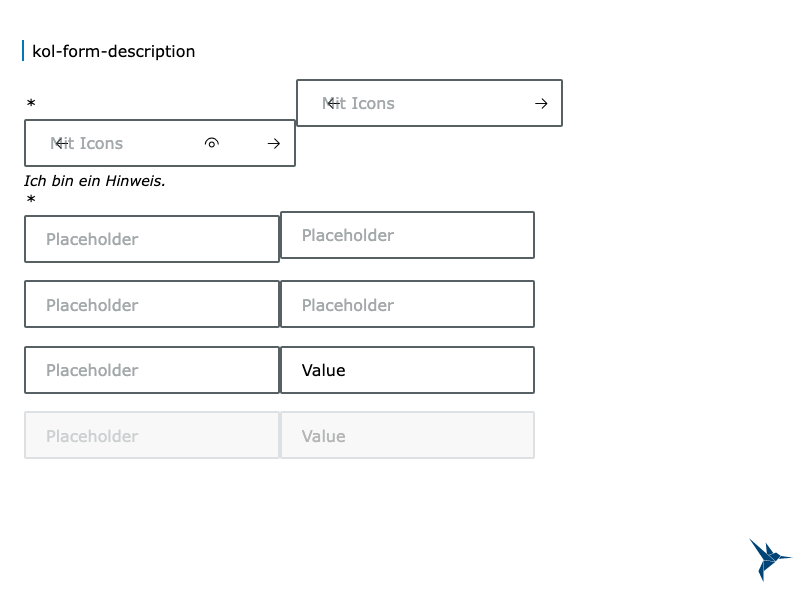 kol-form-description
* Mit Icons
Mit Icons
Ich bin ein Hinweis.
*
Placeholder Placeholder
Placeholder Placeholder
Placeholder Value
Placeholder Value